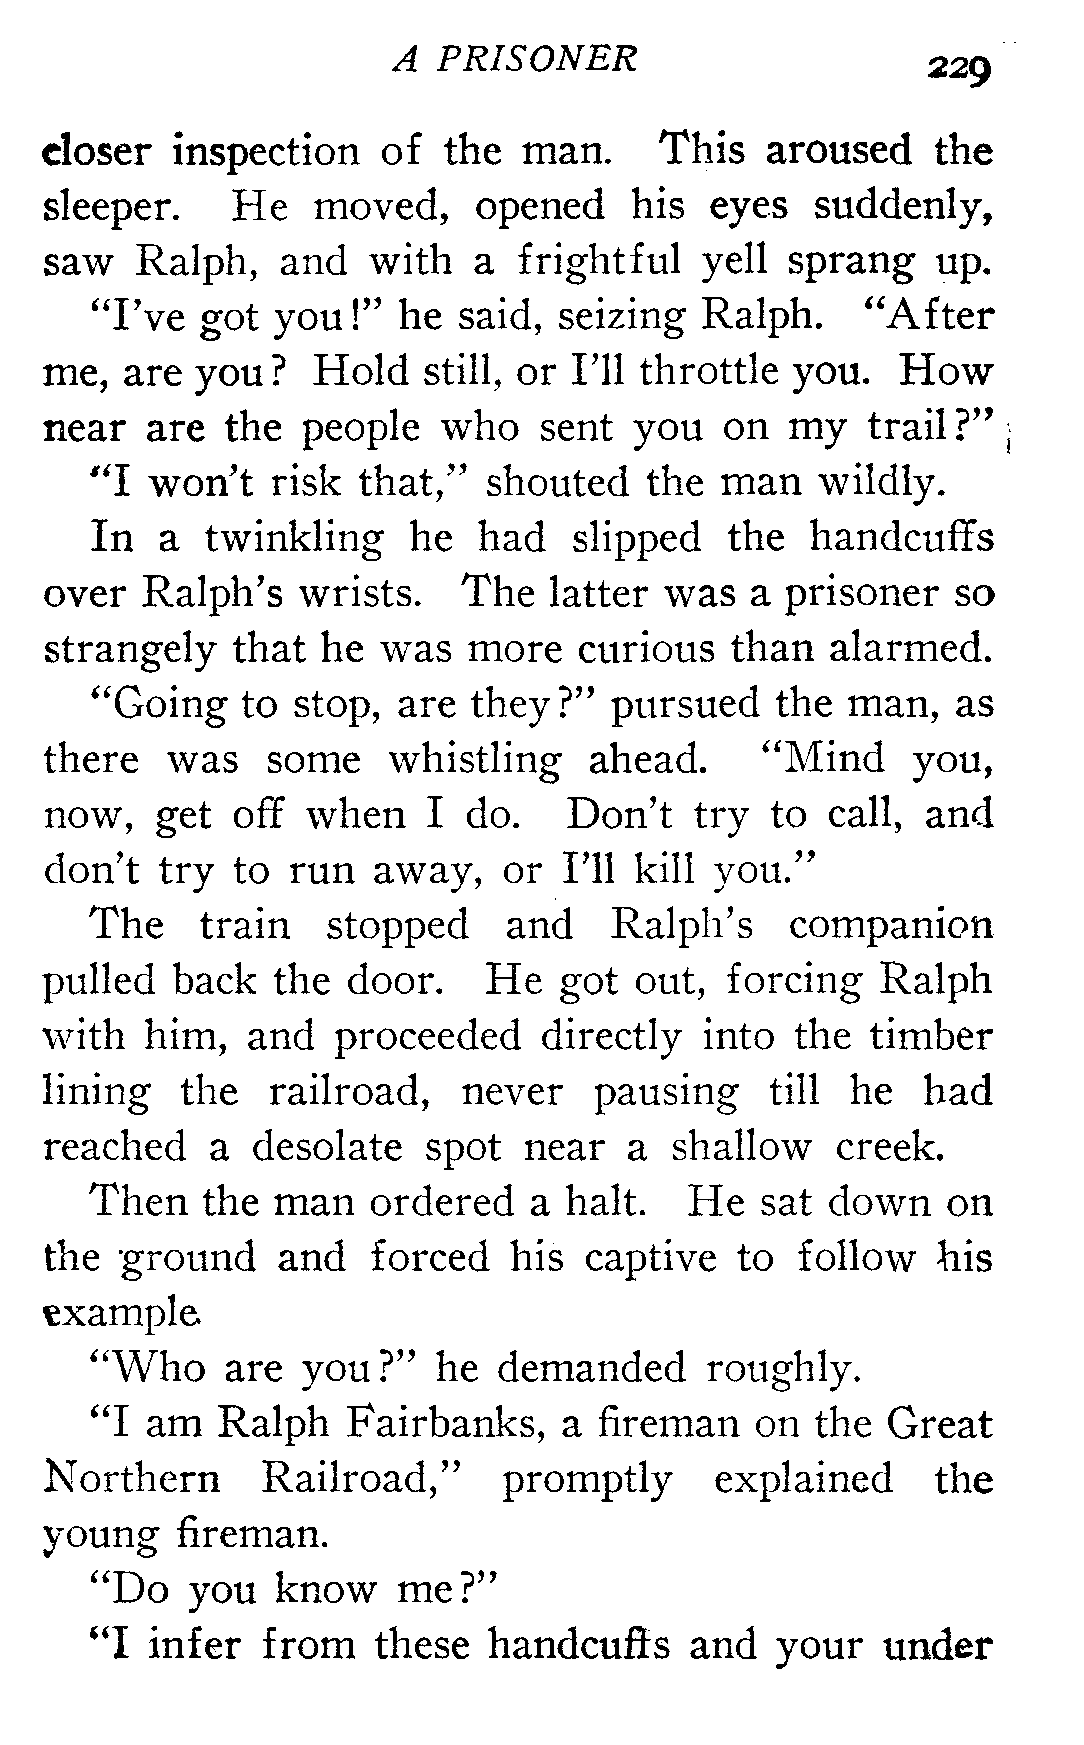 A PRISONER 229
closer inspection of the man. This aroused the
sleeper. He moved, opened his eyes suddenly,
saw Ralph, and with a frightful yell sprang up.
"I've got you!" he said, seizing Ralph. "After
me, are you? Hold still, or I'll throttle you. How
near are the people who sent you on my trail?"
"I won't risk that," shouted the man wildly.
In a twinkling he had slipped the handcuffs
over Ralph's wrists. The latter was a prisoner so
strangely that he was more curious than alarmed.
"Going to stop, are they?" pursued the man, as
there was some whistling ahead. "Mind you,
now, get off when I do. Don't try to call, and
don't try to run away, or I'll kill you."
The train stopped and Ralph's companion
pulled back the door. He got out, forcing Ralph
with him, and proceeded directly into the timber
lining the railroad, never pausing till he had
reached a desolate spot near a shallow creek.
Then the man ordered a halt. He sat down on
the ground and forced his captive to follow his
example.
"Who are you?" he demanded roughly.
"I am Ralph Fairbanks, a fireman on the Great
Northern Railroad," promptly explained the
young fireman.
"Do you know me?"
"I infer from these handcuffs and your under